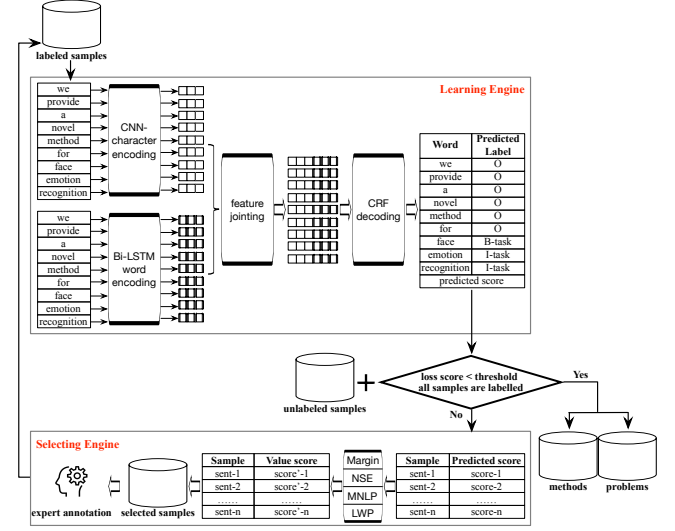 labeled samples
Learning Engine
we
provide
a
novel
method
for
face
emotion
recognition
CNN-
character
encoding
we
provide
a
novel
method
for
face
emotion
recognition
Bi-LSTM
word
encoding
feature
jointing
CRF
decoding
Word Predicted Label
we O
provide O
a O
novel O
method O
for O
face B-task
emotion I-task
recognition I-task
predicted score
unlabeled samples
+
loss score < threshold
all samples are labelled
Yes
No
methods
problems
Selecting Engine
expert annotation
selected samples
Sample Value score
sent-1 score'-1
sent-2 score'-2
...... ......
sent-n score'-n
Margin
NSE
MNLP
LWP
Sample Predicted score
sent-1 score-1
sent-2 score-2
...... ......
sent-n score-n